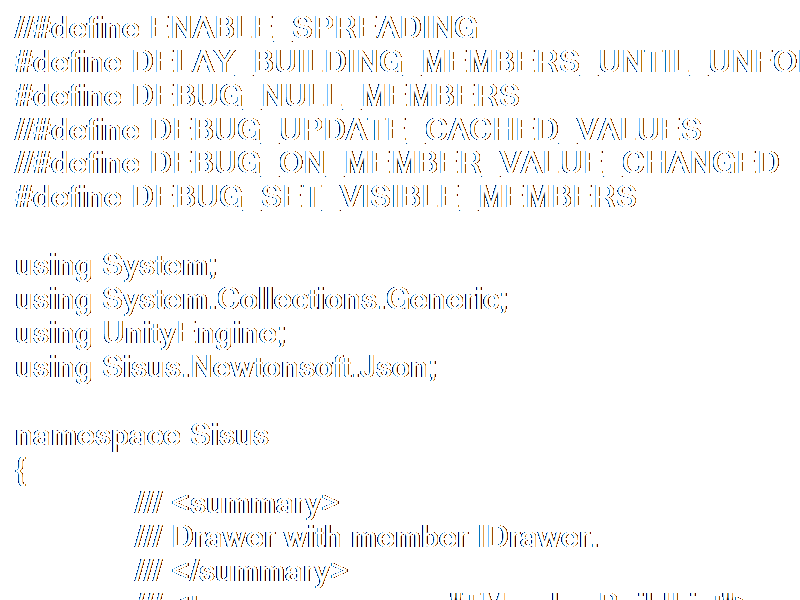 //#define ENABLE_SPREADING
#define DELAY_BUILDING_MEMBERS_UNTIL_UNFO
#define DEBUG_NULL_MEMBERS
//#define DEBUG_UPDATE_CACHED_VALUES
//#define DEBUG_ON_MEMBER_VALUE_CHANGED
#define DEBUG_SET_VISIBLE_MEMBERS

using System;
using System.Collections.Generic;
using UnityEngine;
using Sisus.Newtonsoft.Json;

namespace Sisus
{
/// <summary>
/// Drawer with member IDrawer.
/// </summary>